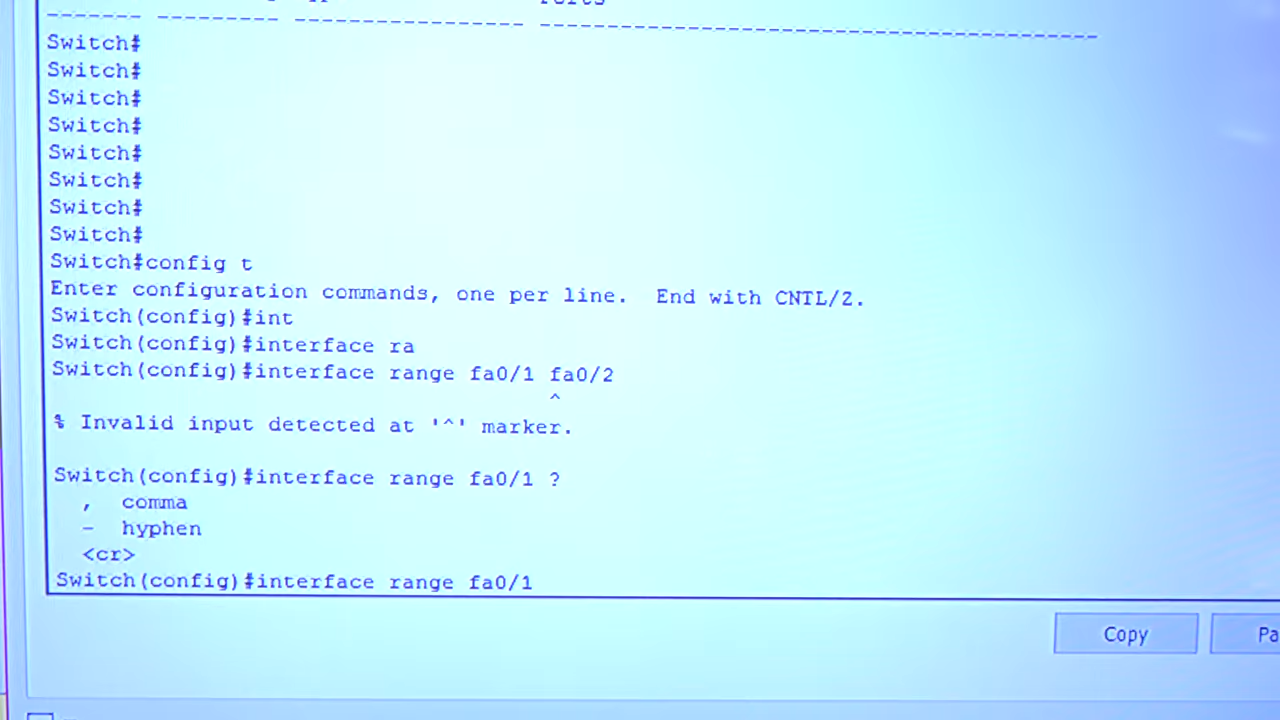 ------- --------- ---------------- ------------------------------------------
Switch#
Switch#
Switch#
Switch#
Switch#
Switch#
Switch#
Switch#
Switch#config t
Enter configuration commands, one per line.  End with CNTL/Z.
Switch(config)#int
Switch(config)#interface ra
Switch(config)#interface range fa0/1 fa0/2
^
% Invalid input detected at '^' marker.
Switch(config)#interface range fa0/1 ?
,  comma
-  hyphen
<cr>
Switch(config)#interface range fa0/1
Copy